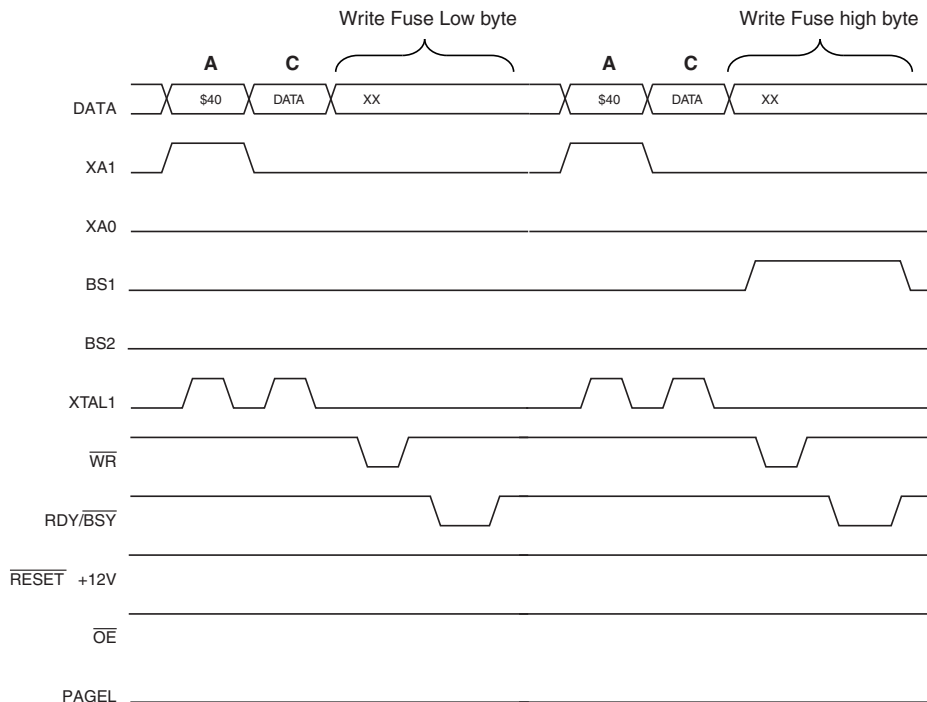 Write Fuse Low byte Write Fuse high byte
A C A C
DATA $40 DATA XX $40 DATA XX
XA1
XA0
BS1
BS2
XTAL1
WR
RDY/BSY
RESET +12V
OE
PAGEL